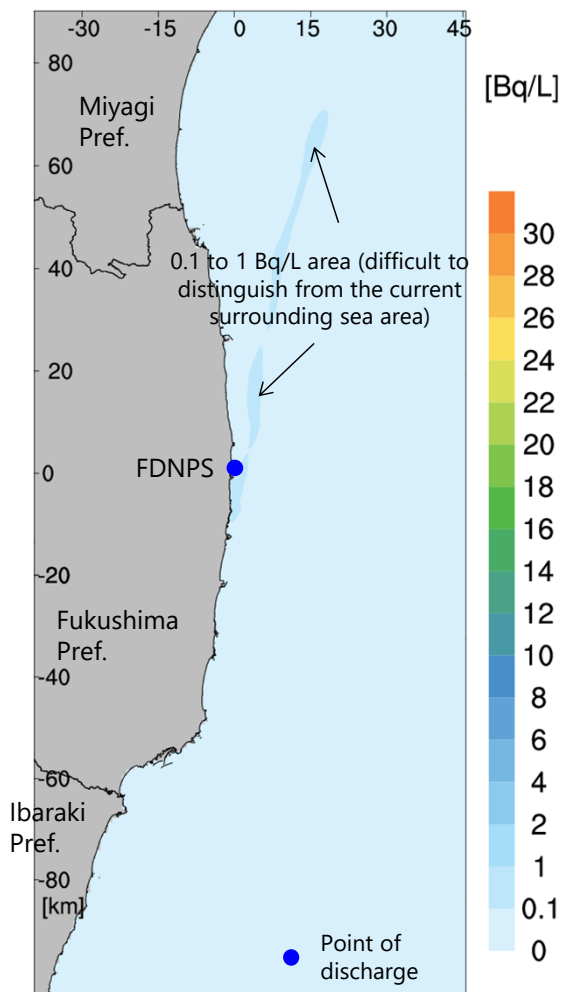 -30 -15 0 15 30 45
[Bq/L]
80
Miyagi
Pref.
60
40
0.1 to 1 Bq/L area (difficult to
distinguish from the current
surrounding sea area)
20
FDNPS
0
-20
Fukushima
Pref.
-40
-60
Ibaraki
Pref.
-80
[km]
Point of
discharge
30
28
26
24
22
20
18
16
14
12
10
8
6
4
2
1
0.1
0